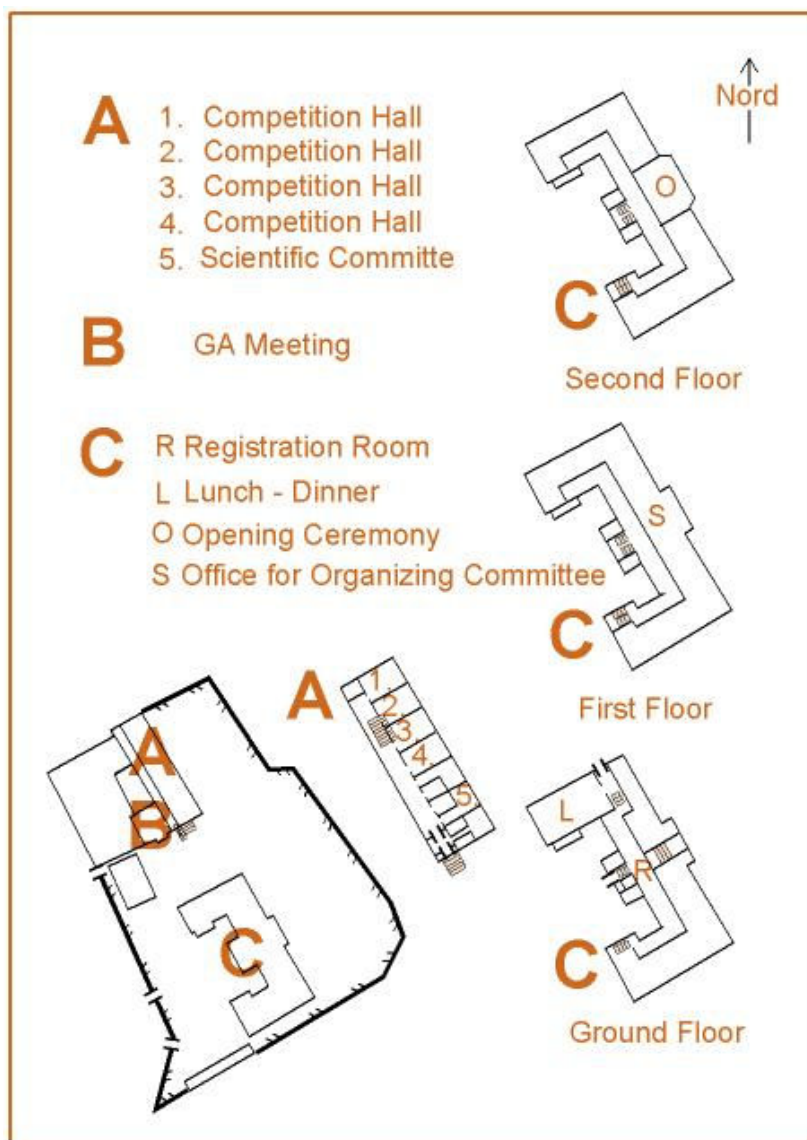 A
1. Competition Hall
2. Competition Hall
3. Competition Hall
4. Competition Hall
5. Scientific Committe
Nord
O
C
Second Floor
B
GA Meeting
C
R Registration Room
L Lunch - Dinner
O Opening Ceremony
S Office for Organizing Committee
S
C
First Floor
A
1.
2.
3.
4.
5.
A
B
C
L
R
C
Ground Floor